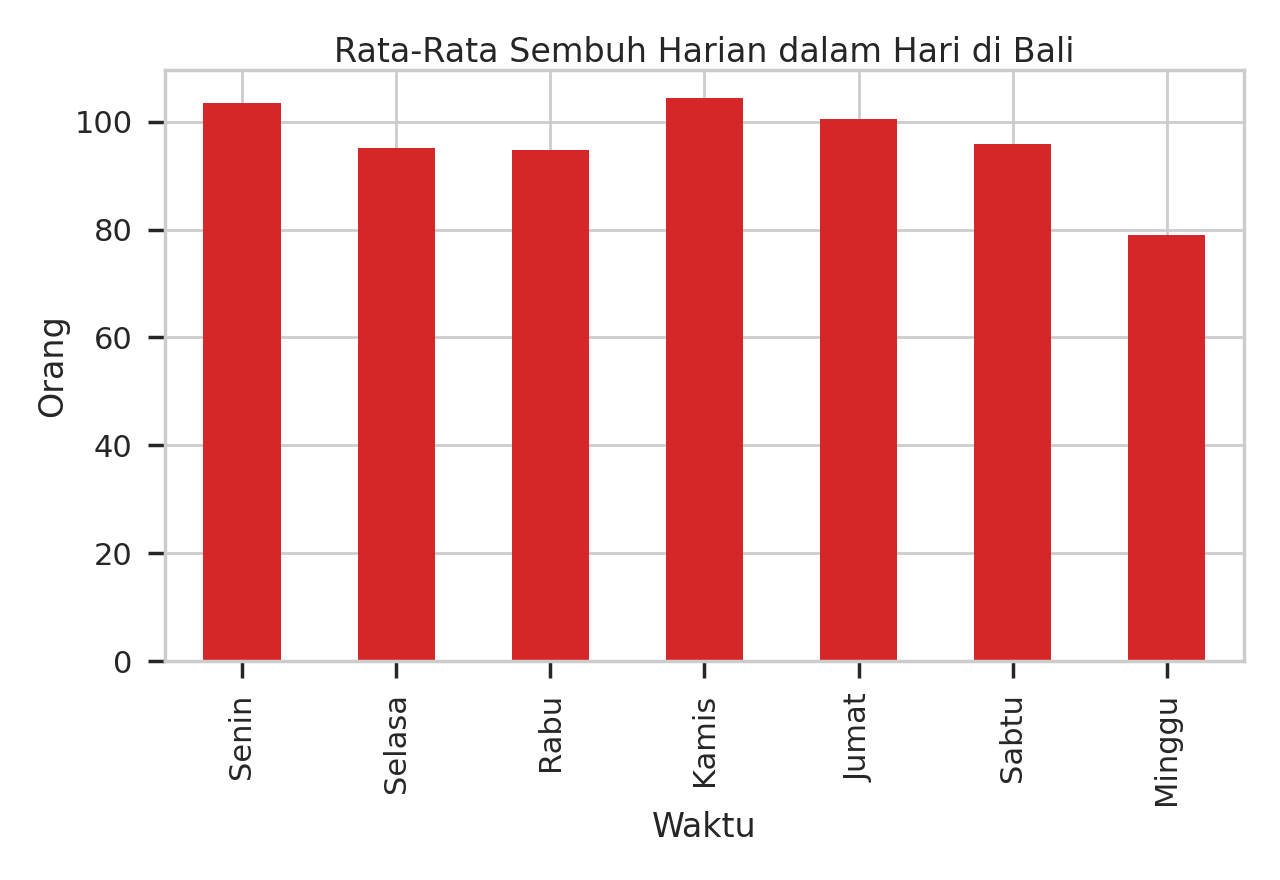 Rata-Rata Sembuh Harian dalam Hari di Bali
100
80
60
40
20
0
Orang
Senin
Selasa
Rabu
Kamis
Jumat
Sabtu
Minggu
Waktu